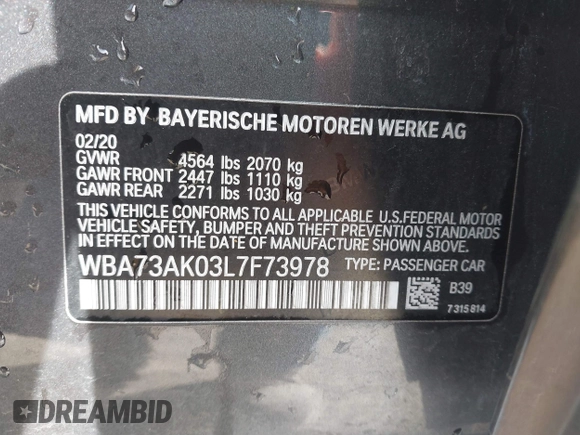 MFD BY BAYERISCHE MOTOREN WERKE AG
02/20
GVWR 4564 lbs 2070 kg
GAWR FRONT 2447 lbs 1110 kg
GAWR REAR 2271 lbs 1030 kg
THIS VEHICLE CONFORMS TO ALL APPLICABLE U.S.FEDERAL MOTOR
VEHICLE SAFETY, BUMPER AND THEFT PREVENTION STANDARDS
IN EFFECT ON THE DATE OF MANUFACTURE SHOWN ABOVE.
WBA73AK03L7F73978 TYPE: PASSENGER CAR
B39
7315814
DREAMBID